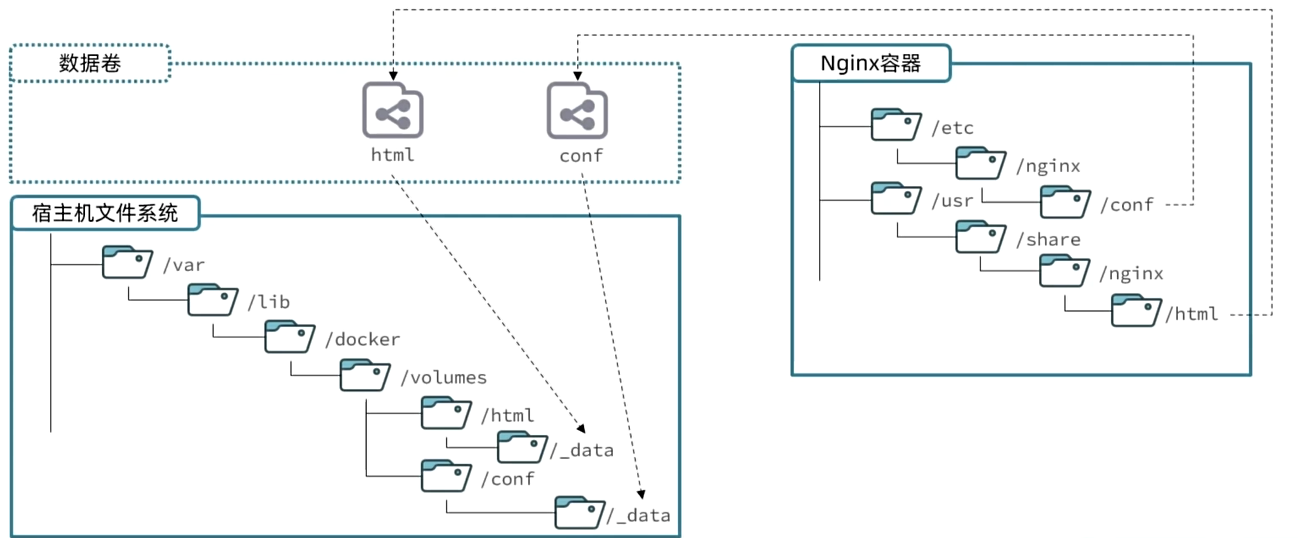 数据卷
html
conf
宿主机文件系统
/var
/lib
/docker
/volumes
/html
/_data
/conf
/_data
Nginx容器
/etc
/nginx
/conf
/usr
/share
/nginx
/html